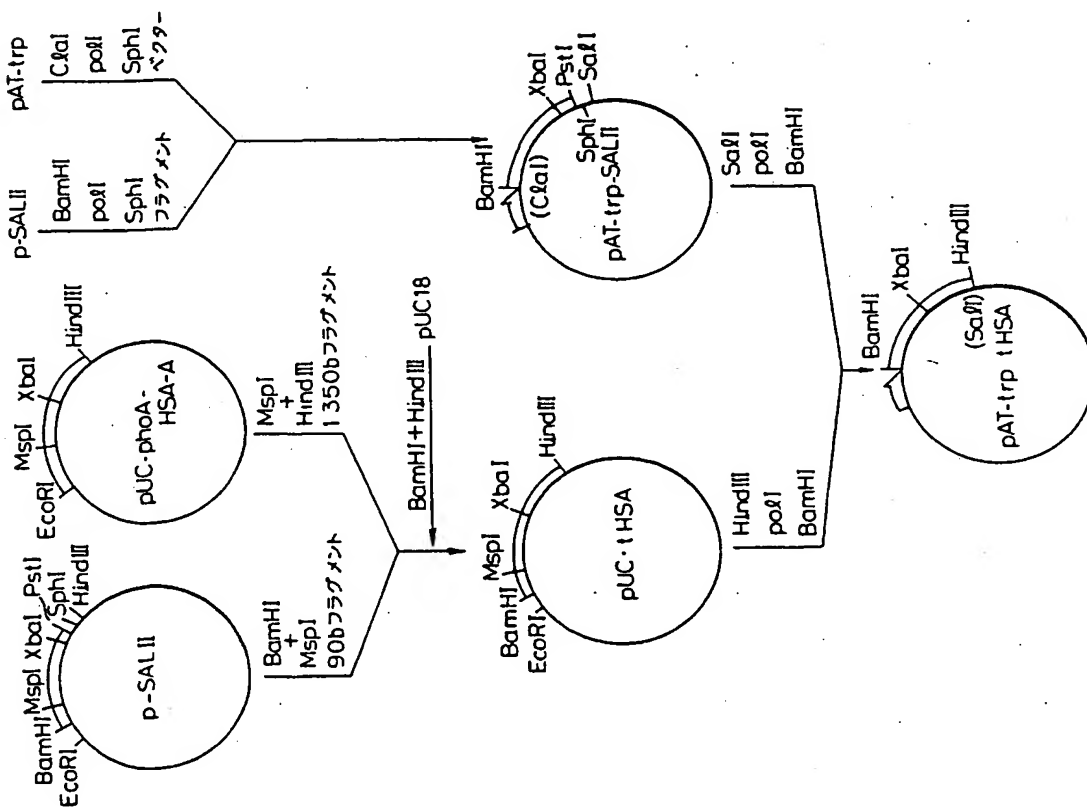 p-SALII
BamHI
polI
SphI
フラグメント
pAT-trp
ClaI
polI
SphI
ベクター
EcoRI
BamHI
MspI
XbaI
PstI
SphI
HindIII
p-SALII
BamHI
+
MspI
90bフラグメント
EcoRI
MspI
XbaI
HindIII
pUC-phoA-
HSA-A
MspI
+
HindIII
1350bフラグメント
BamHI+HindIII
pUC18
EcoRI
BamHI
MspI
XbaI
HindIII
pUC·tHSA
HindIII
polI
BamHI
BamHI
(ClaI)
XbaI
PstI
SphI
SalI
pAT-trp-SALII
SalI
polI
BamHI
BamHI
XbaI
HindIII
(SalI)
pAT-trp tHSA